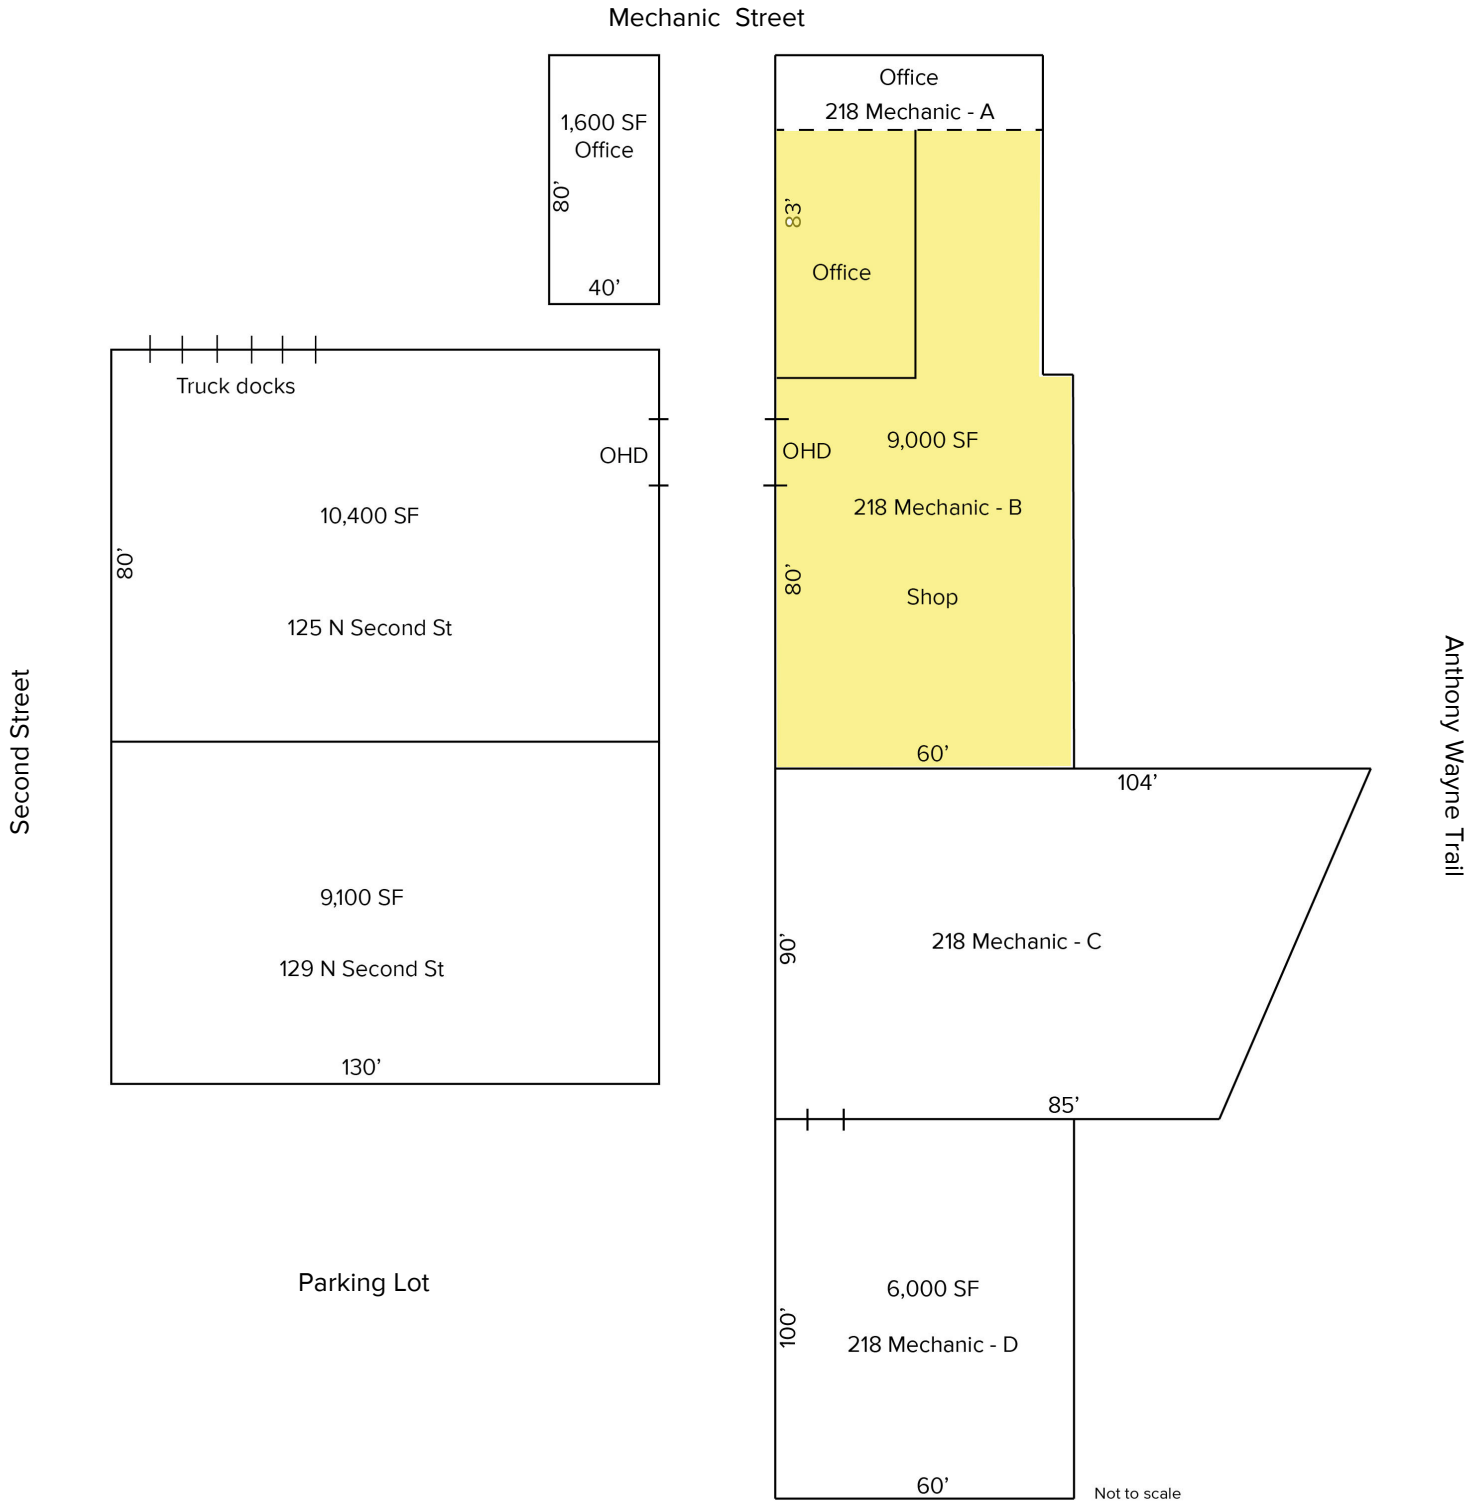 Mechanic Street
1,600 SF
Office
80’
40’
Office
218 Mechanic - A
83’
Office
Truck docks
OHD
10,400 SF
80’
125 N Second St
OHD
9,000 SF
218 Mechanic - B
80’
Shop
60’
Second Street
Anthony Wayne Trail
104’
9,100 SF
129 N Second St
130’
90’
218 Mechanic - C
85’
Parking Lot
6,000 SF
100’
218 Mechanic - D
60’
Not to scale